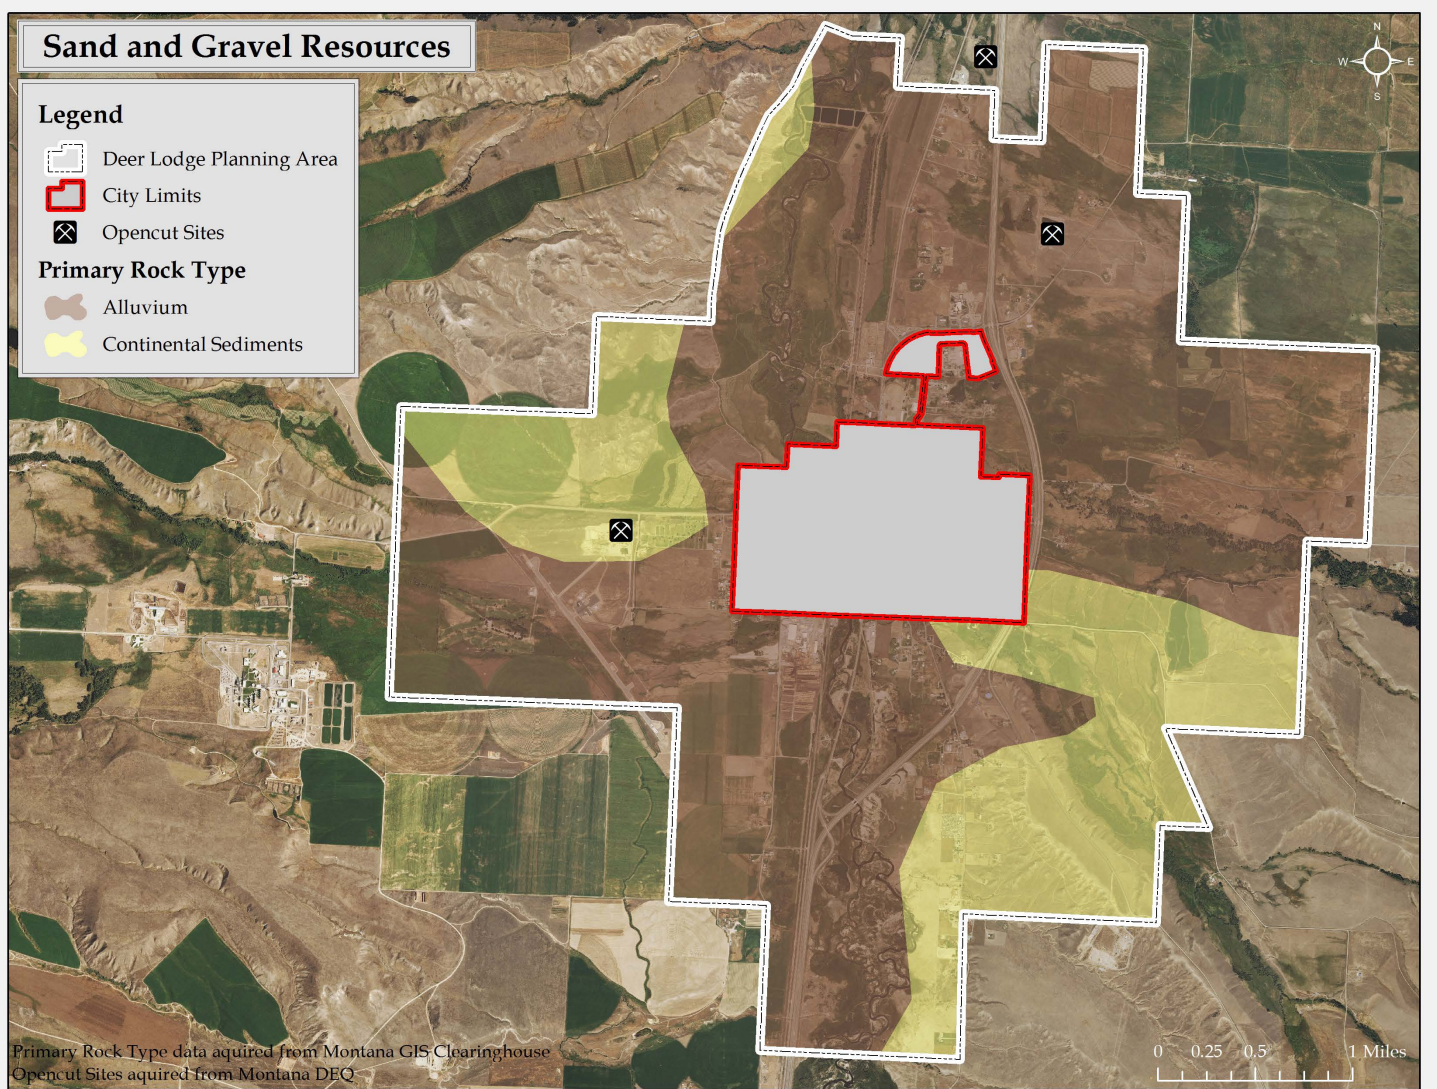 Sand and Gravel Resources
Legend
Deer Lodge Planning Area
City Limits
Opencut Sites
Primary Rock Type
Alluvium
Continental Sediments
N
W E
S
Primary Rock Type data aquired from Montana GIS Clearinghouse
Opencut Sites aquired from Montana DEQ
0 0.25 0.5 1 Miles